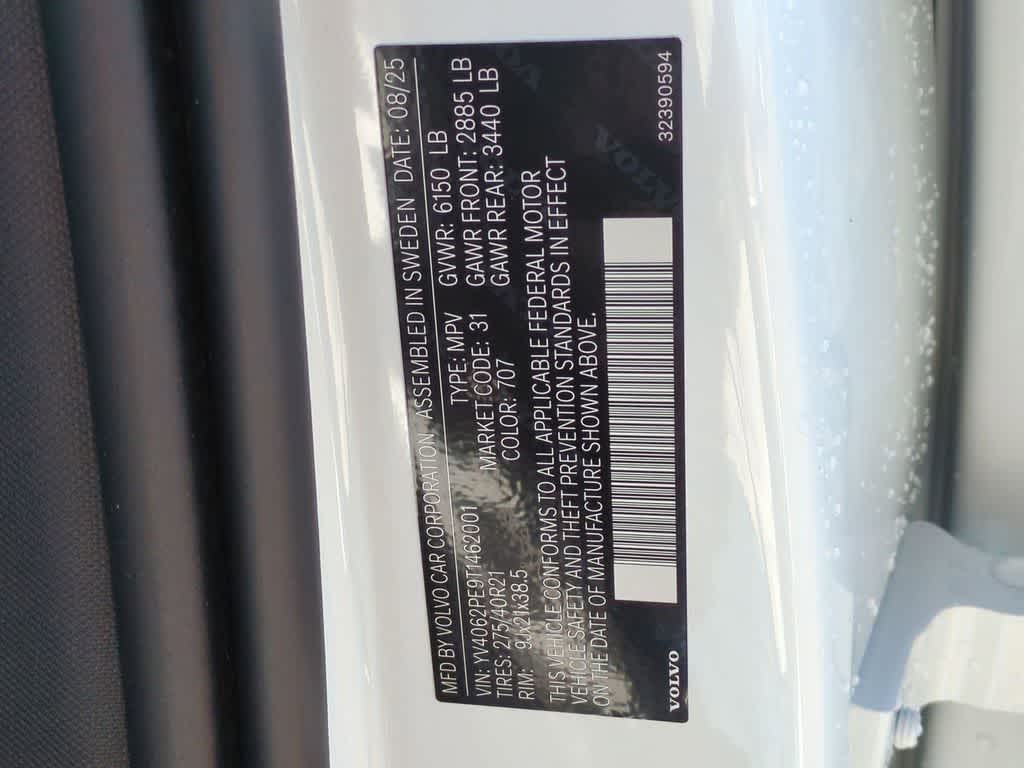 MFD BY VOLVO CAR CORPORATION ASSEMBLED IN SWEDEN DATE: 08/25
VIN: YV4062PE9T1462001 TYPE: MPV GVWR: 6150 LB
TIRES: 275/40R21 MARKET CODE: 31 GAWR FRONT: 2885 LB
RIM: 9Jx21x38.5 COLOR: 707 GAWR REAR: 3440 LB
THIS VEHICLE CONFORMS TO ALL APPLICABLE FEDERAL MOTOR
VEHICLE SAFETY AND THEFT PREVENTION STANDARDS IN EFFECT
ON THE DATE OF MANUFACTURE SHOWN ABOVE.
VOLVO 32390594